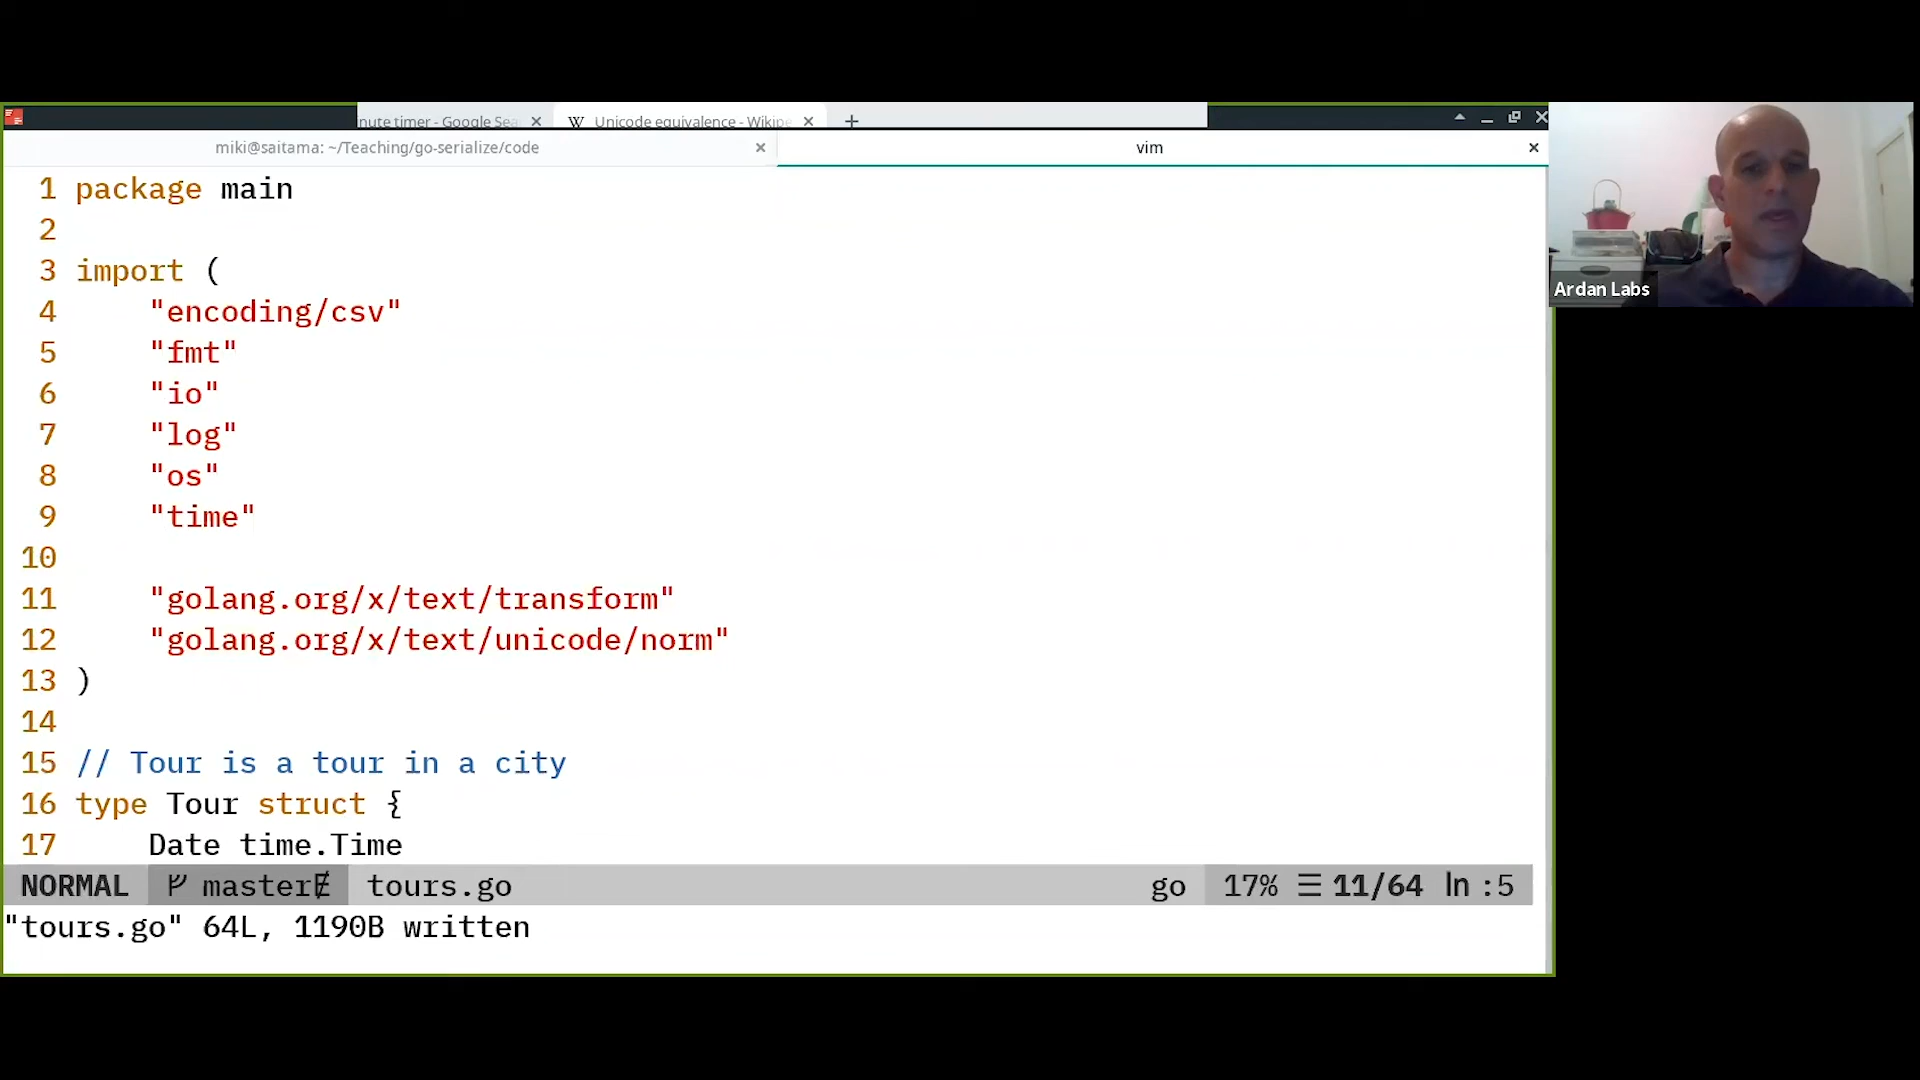 nute timer - Google Sea
Unicode equivalence - Wikipe
miki@saitama: ~/Teaching/go-serialize/code
vim
1 package main
2
3 import (
4 "encoding/csv"
5 "fmt"
6 "io"
7 "log"
8 "os"
9 "time"
10
11 "golang.org/x/text/transform"
12 "golang.org/x/text/unicode/norm"
13 )
14
15 // Tour is a tour in a city
16 type Tour struct {
17 Date time.Time
NORMAL master tours.go go 17% ☰ 11/64 ln :5
"tours.go" 64L, 1190B written
Ardan Labs